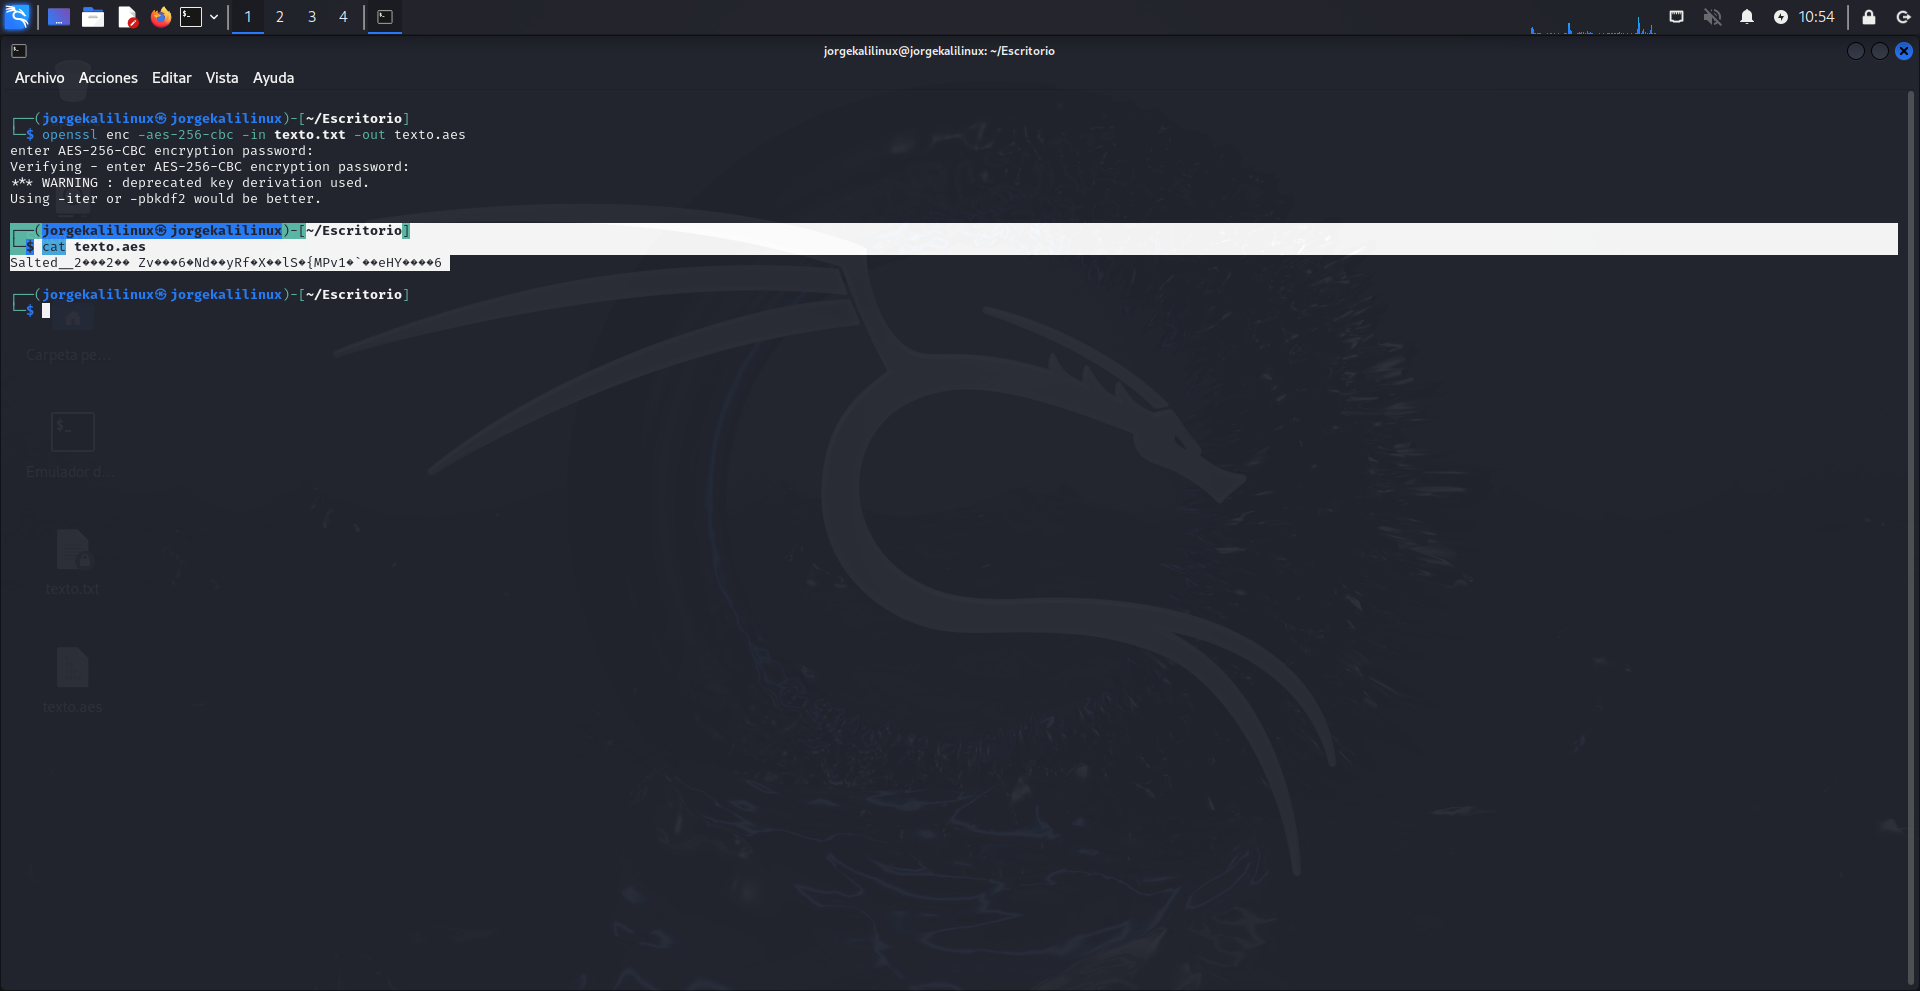 1 2 3 4 10:54
jorgekalilinux@jorgekalilinux: ~/Escritorio
Archivo Acciones Editar Vista Ayuda
┌──(jorgekalilinux㉿jorgekalilinux)-[~/Escritorio]
└─$ openssl enc -aes-256-cbc -in texto.txt -out texto.aes
enter AES-256-CBC encryption password:
Verifying - enter AES-256-CBC encryption password:
*** WARNING : deprecated key derivation used.
Using -iter or -pbkdf2 would be better.
┌──(jorgekalilinux㉿jorgekalilinux)-[~/Escritorio]
└─$ cat texto.aes
Salted__2���2�� Zv���6�Nd��yRf�X��lS�{MPv1�`��eHY����6
┌──(jorgekalilinux㉿jorgekalilinux)-[~/Escritorio]
└─$
Carpeta pe...
Emulador d...
texto.txt
texto.aes